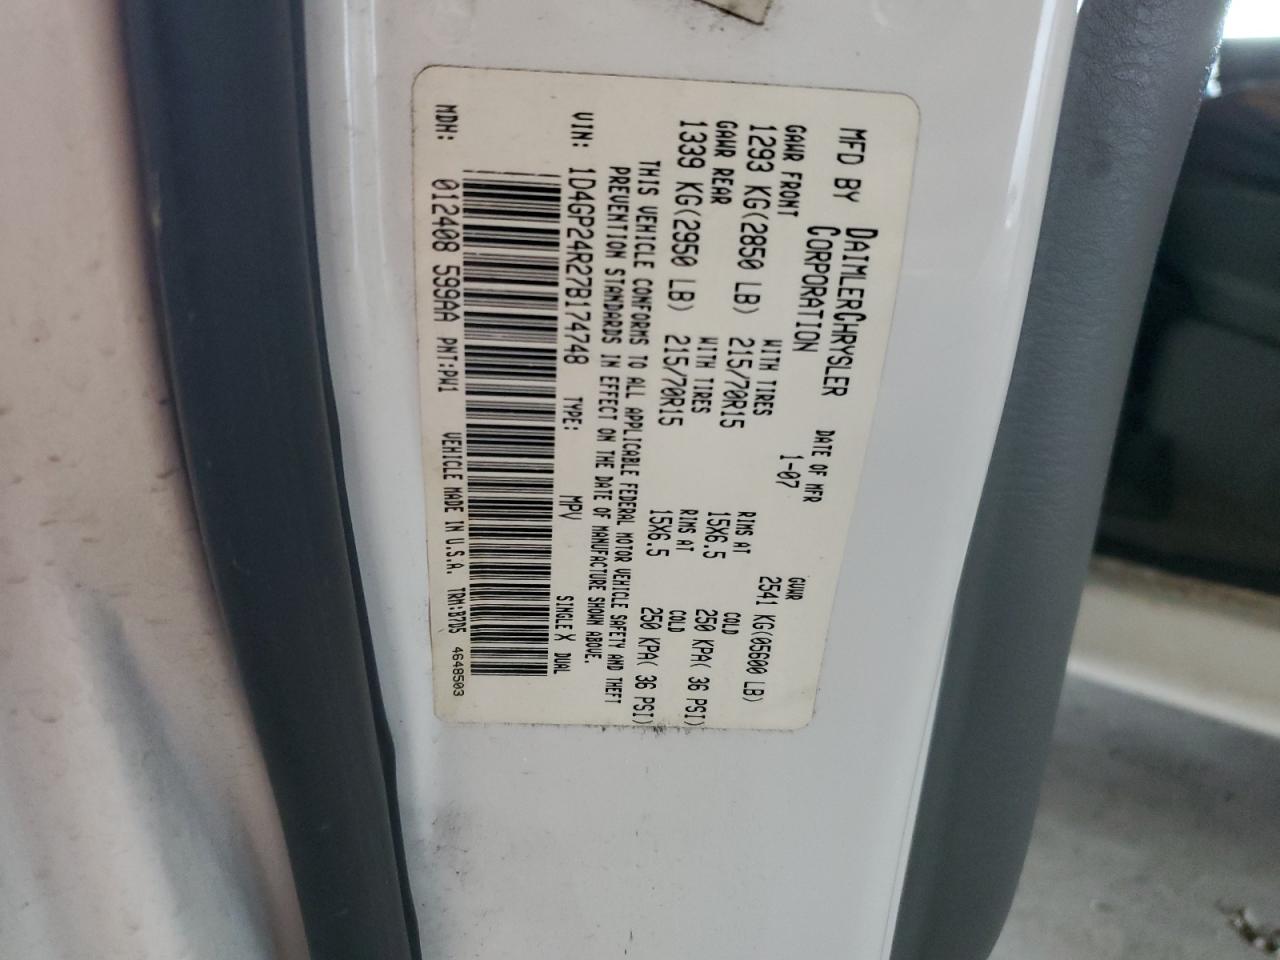 MFD BY DAIMLERCHRYSLER CORPORATION
DATE OF MFR 1-07
GVWR 2541 KG(05600 LB)
GAWR FRONT WITH TIRES RIMS AT COLD
1293 KG(2850 LB) 215/70R15 15X6.5 250 KPA( 36 PSI)
GAWR REAR WITH TIRES RIMS AT COLD
1339 KG(2950 LB) 215/70R15 15X6.5 250 KPA( 36 PSI)
THIS VEHICLE CONFORMS TO ALL APPLICABLE FEDERAL MOTOR VEHICLE SAFETY AND THEFT
PREVENTION STANDARDS IN EFFECT ON THE DATE OF MANUFACTURE SHOWN ABOVE.
VIN: 1D4GP24R27B174748 TYPE: MPV SINGLE X DUAL
MDH: 012408 599AA PNT:PW1 VEHICLE MADE IN U.S.A. TRM:B7D5 4648503